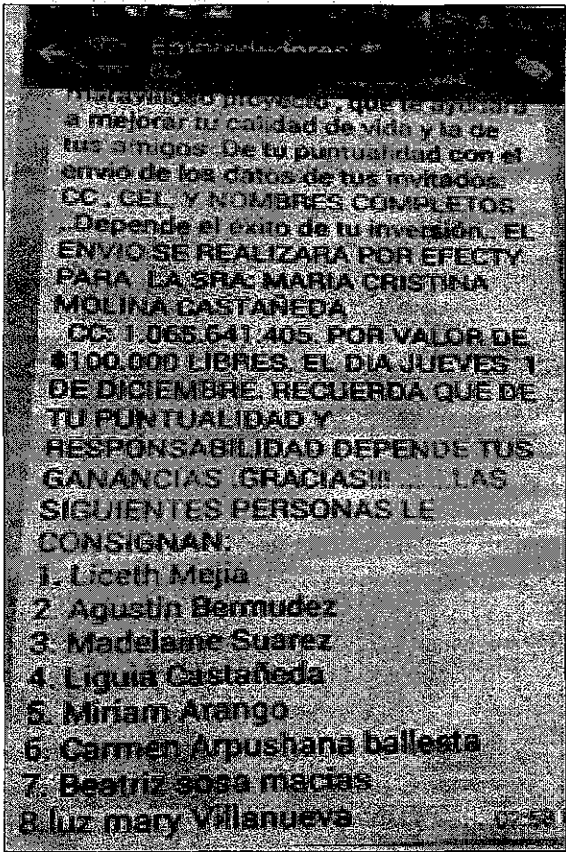 maravilloso proyecto, que te ayudara
a mejorar tu calidad de vida y la de
tus amigos. De tu puntualidad con el
envio de los datos de tus invitados.
CC, CEL. Y NOMBRES COMPLETOS
..Depende el exito de tu inversión.. EL
ENVIO SE REALIZARA POR EFECTY
PARA LA SRA: MARIA CRISTINA
MOLINA CASTAÑEDA
CC: 1.065.641.405. POR VALOR DE
$100.000 LIBRES. EL DIA JUEVES 1
DE DICIEMBRE. RECUERDA QUE DE
TU PUNTUALIDAD Y
RESPONSABILIDAD DEPENDE TUS
GANANCIAS .GRACIAS!!! ...... LAS
SIGUIENTES PERSONAS LE
CONSIGNAN:
1. Liceth Mejia
2. Agustin Bermudez
3. Madelaine Suarez
4. Liguia Castañeda
5. Miriam Arango
6. Carmen Arpushana ballesta
7. Beatriz sosa macias
8.luz mary Villanueva